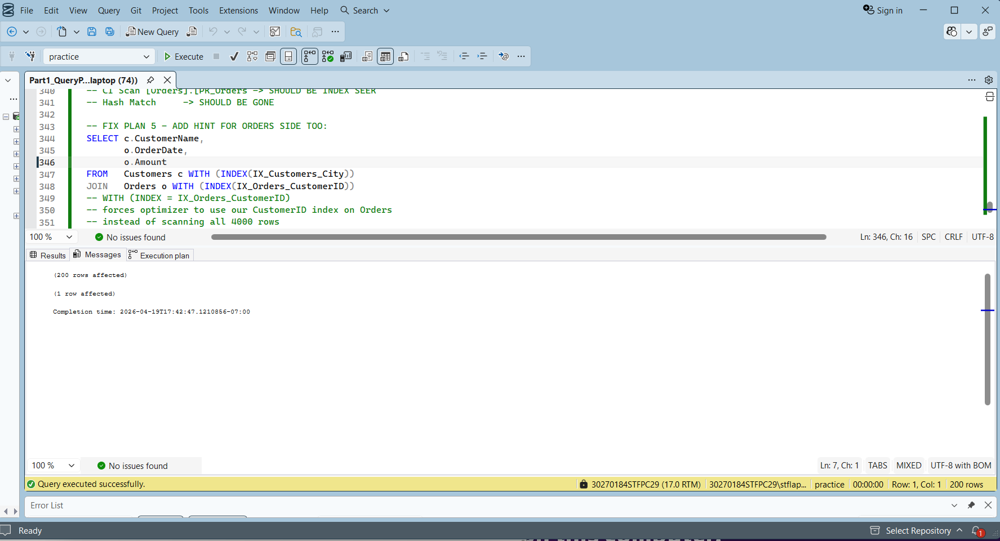 File Edit View Query Git Project Tools Extensions Window Help Search Sign in
New Query
practice Execute
Part1_QueryP...laptop (74))
340 -- CI Scan [Orders].[PK_Orders -> SHOULD BE INDEX SEEK
341 -- Hash Match     -> SHOULD BE GONE
342
343 -- FIX PLAN 5 - ADD HINT FOR ORDERS SIDE TOO:
344 SELECT c.CustomerName,
345        o.OrderDate,
346        o.Amount
347 FROM   Customers c WITH (INDEX(IX_Customers_City))
348 JOIN   Orders o WITH (INDEX(IX_Orders_CustomerID))
349 -- WITH (INDEX = IX_Orders_CustomerID)
350 -- forces optimizer to use our CustomerID index on Orders
351 -- instead of scanning all 4000 rows
100 % No issues found Ln: 346, Ch: 16 SPC CRLF UTF-8
Results Messages Execution plan
(200 rows affected)
(1 row affected)
Completion time: 2026-04-19T17:42:47.1210856-07:00
100 % No issues found Ln: 7, Ch: 1 TABS MIXED UTF-8 with BOM
Query executed successfully. 30270184STFPC29 (17.0 RTM) 30270184STFPC29\stflap... practice 00:00:00 Row: 1, Col: 1 200 rows
Error List
Ready Select Repository 1